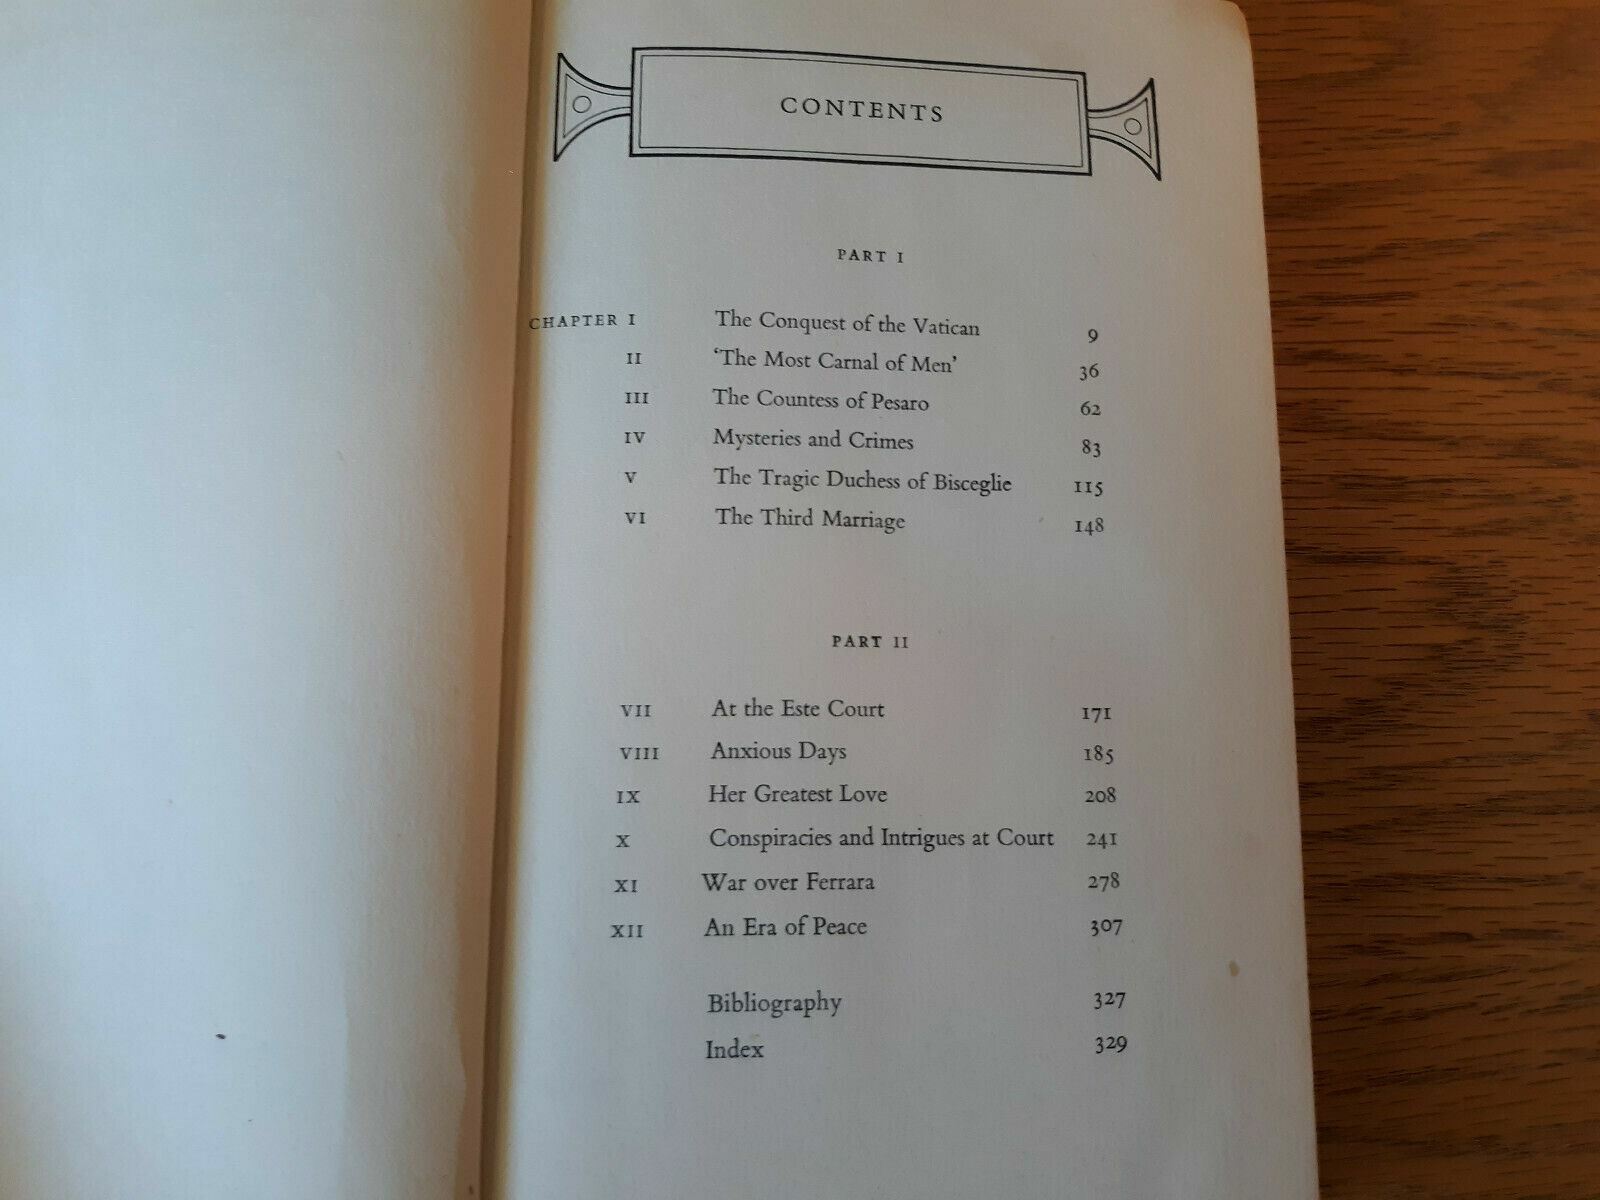 CONTENTS
PART I
CHAPTER I The Conquest of the Vatican 9
II 'The Most Carnal of Men' 36
III The Countess of Pesaro 62
IV Mysteries and Crimes 83
V The Tragic Duchess of Bisceglie 115
VI The Third Marriage 148
PART II
VII At the Este Court 171
VIII Anxious Days 185
IX Her Greatest Love 208
X Conspiracies and Intrigues at Court 241
XI War over Ferrara 278
XII An Era of Peace 307
Bibliography 327
Index 329